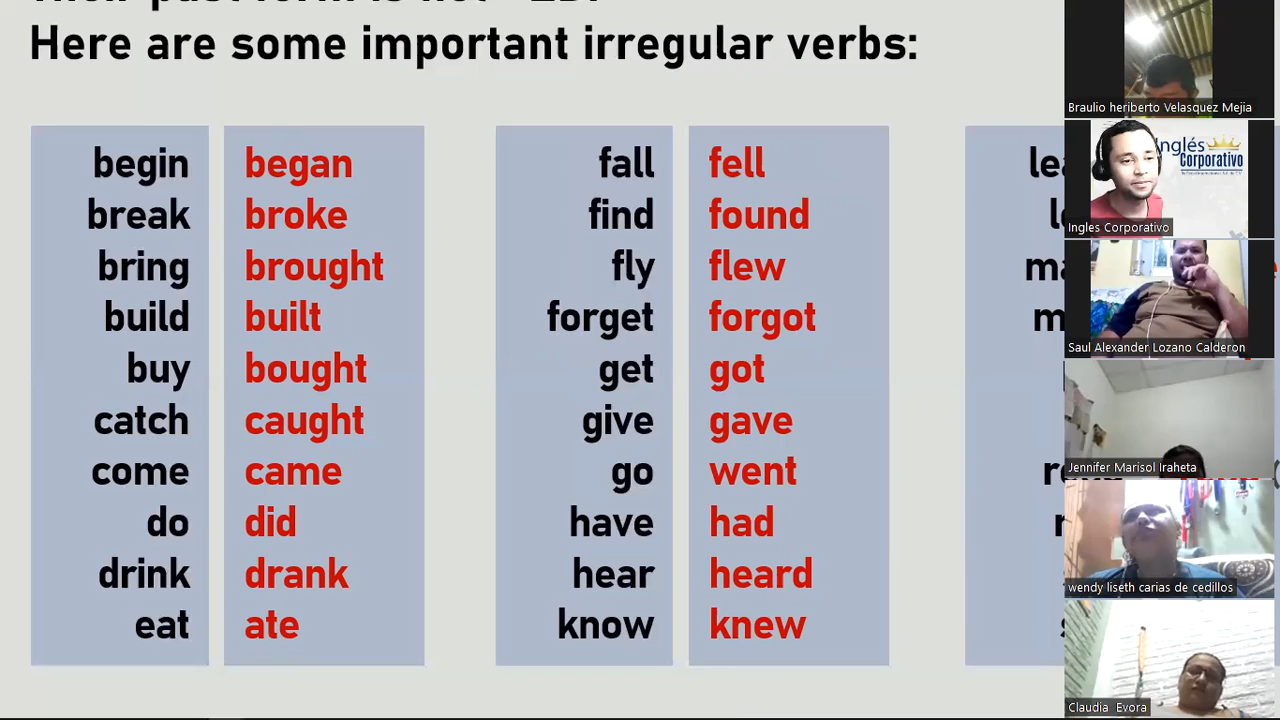 Here are some important irregular verbs:
begin began
break broke
bring brought
build built
buy bought
catch caught
come came
do did
drink drank
eat ate
fall fell
find found
fly flew
forget forgot
get got
give gave
go went
have had
hear heard
know knew
Braulio heriberto Velasquez Mejia
Inglés
Corporativo
Ingles Corporativo
Saul Alexander Lozano Calderon
Jennifer Marisol Iraheta
wendy liseth carias de cedillos
Claudia Evora